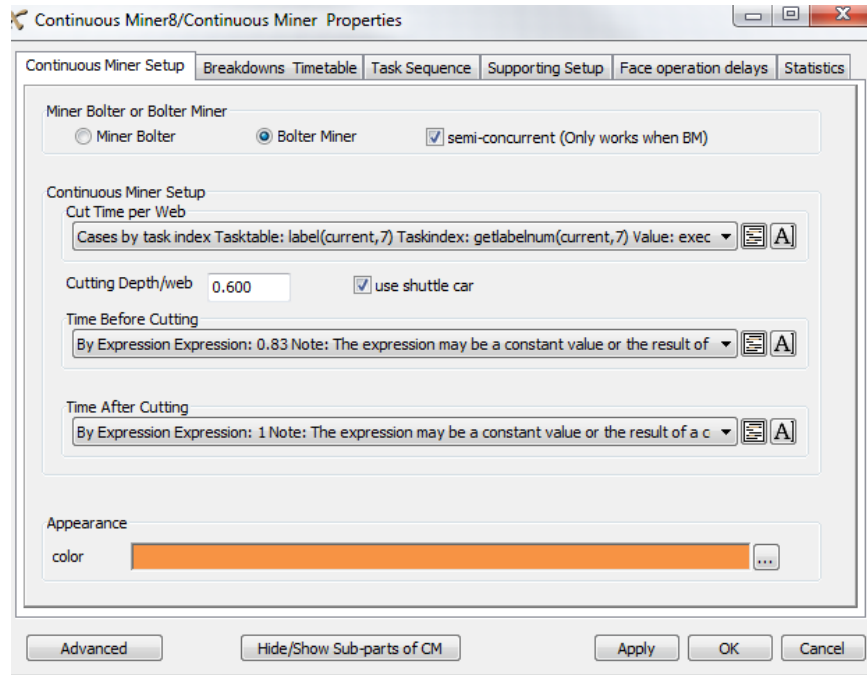 Continuous Miner8/Continuous Miner Properties
Continuous Miner Setup Breakdowns Timetable Task Sequence Supporting Setup Face operation delays Statistics
Miner Bolter or Bolter Miner
Miner Bolter Bolter Miner semi-concurrent (Only works when BM)
Continuous Miner Setup
Cut Time per Web
Cases by task index Tasktable: label(current,7) Taskindex: getlabelnum(current,7) Value: exec
A
Cutting Depth/web 0.600 use shuttle car
Time Before Cutting
By Expression Expression: 0.83 Note: The expression may be a constant value or the result of
A
Time After Cutting
By Expression Expression: 1 Note: The expression may be a constant value or the result of a c
A
Appearance
color ...
Advanced Hide/Show Sub-parts of CM Apply OK Cancel